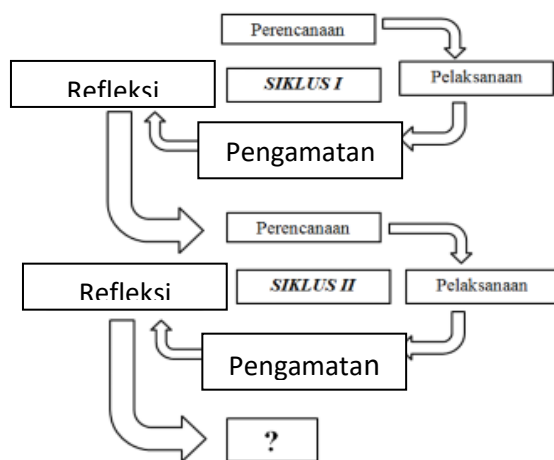 Perencanaan
Refleksi
SIKLUS I
Pelaksanaan
Pengamatan
Perencanaan
Refleksi
SIKLUS II
Pelaksanaan
Pengamatan
?